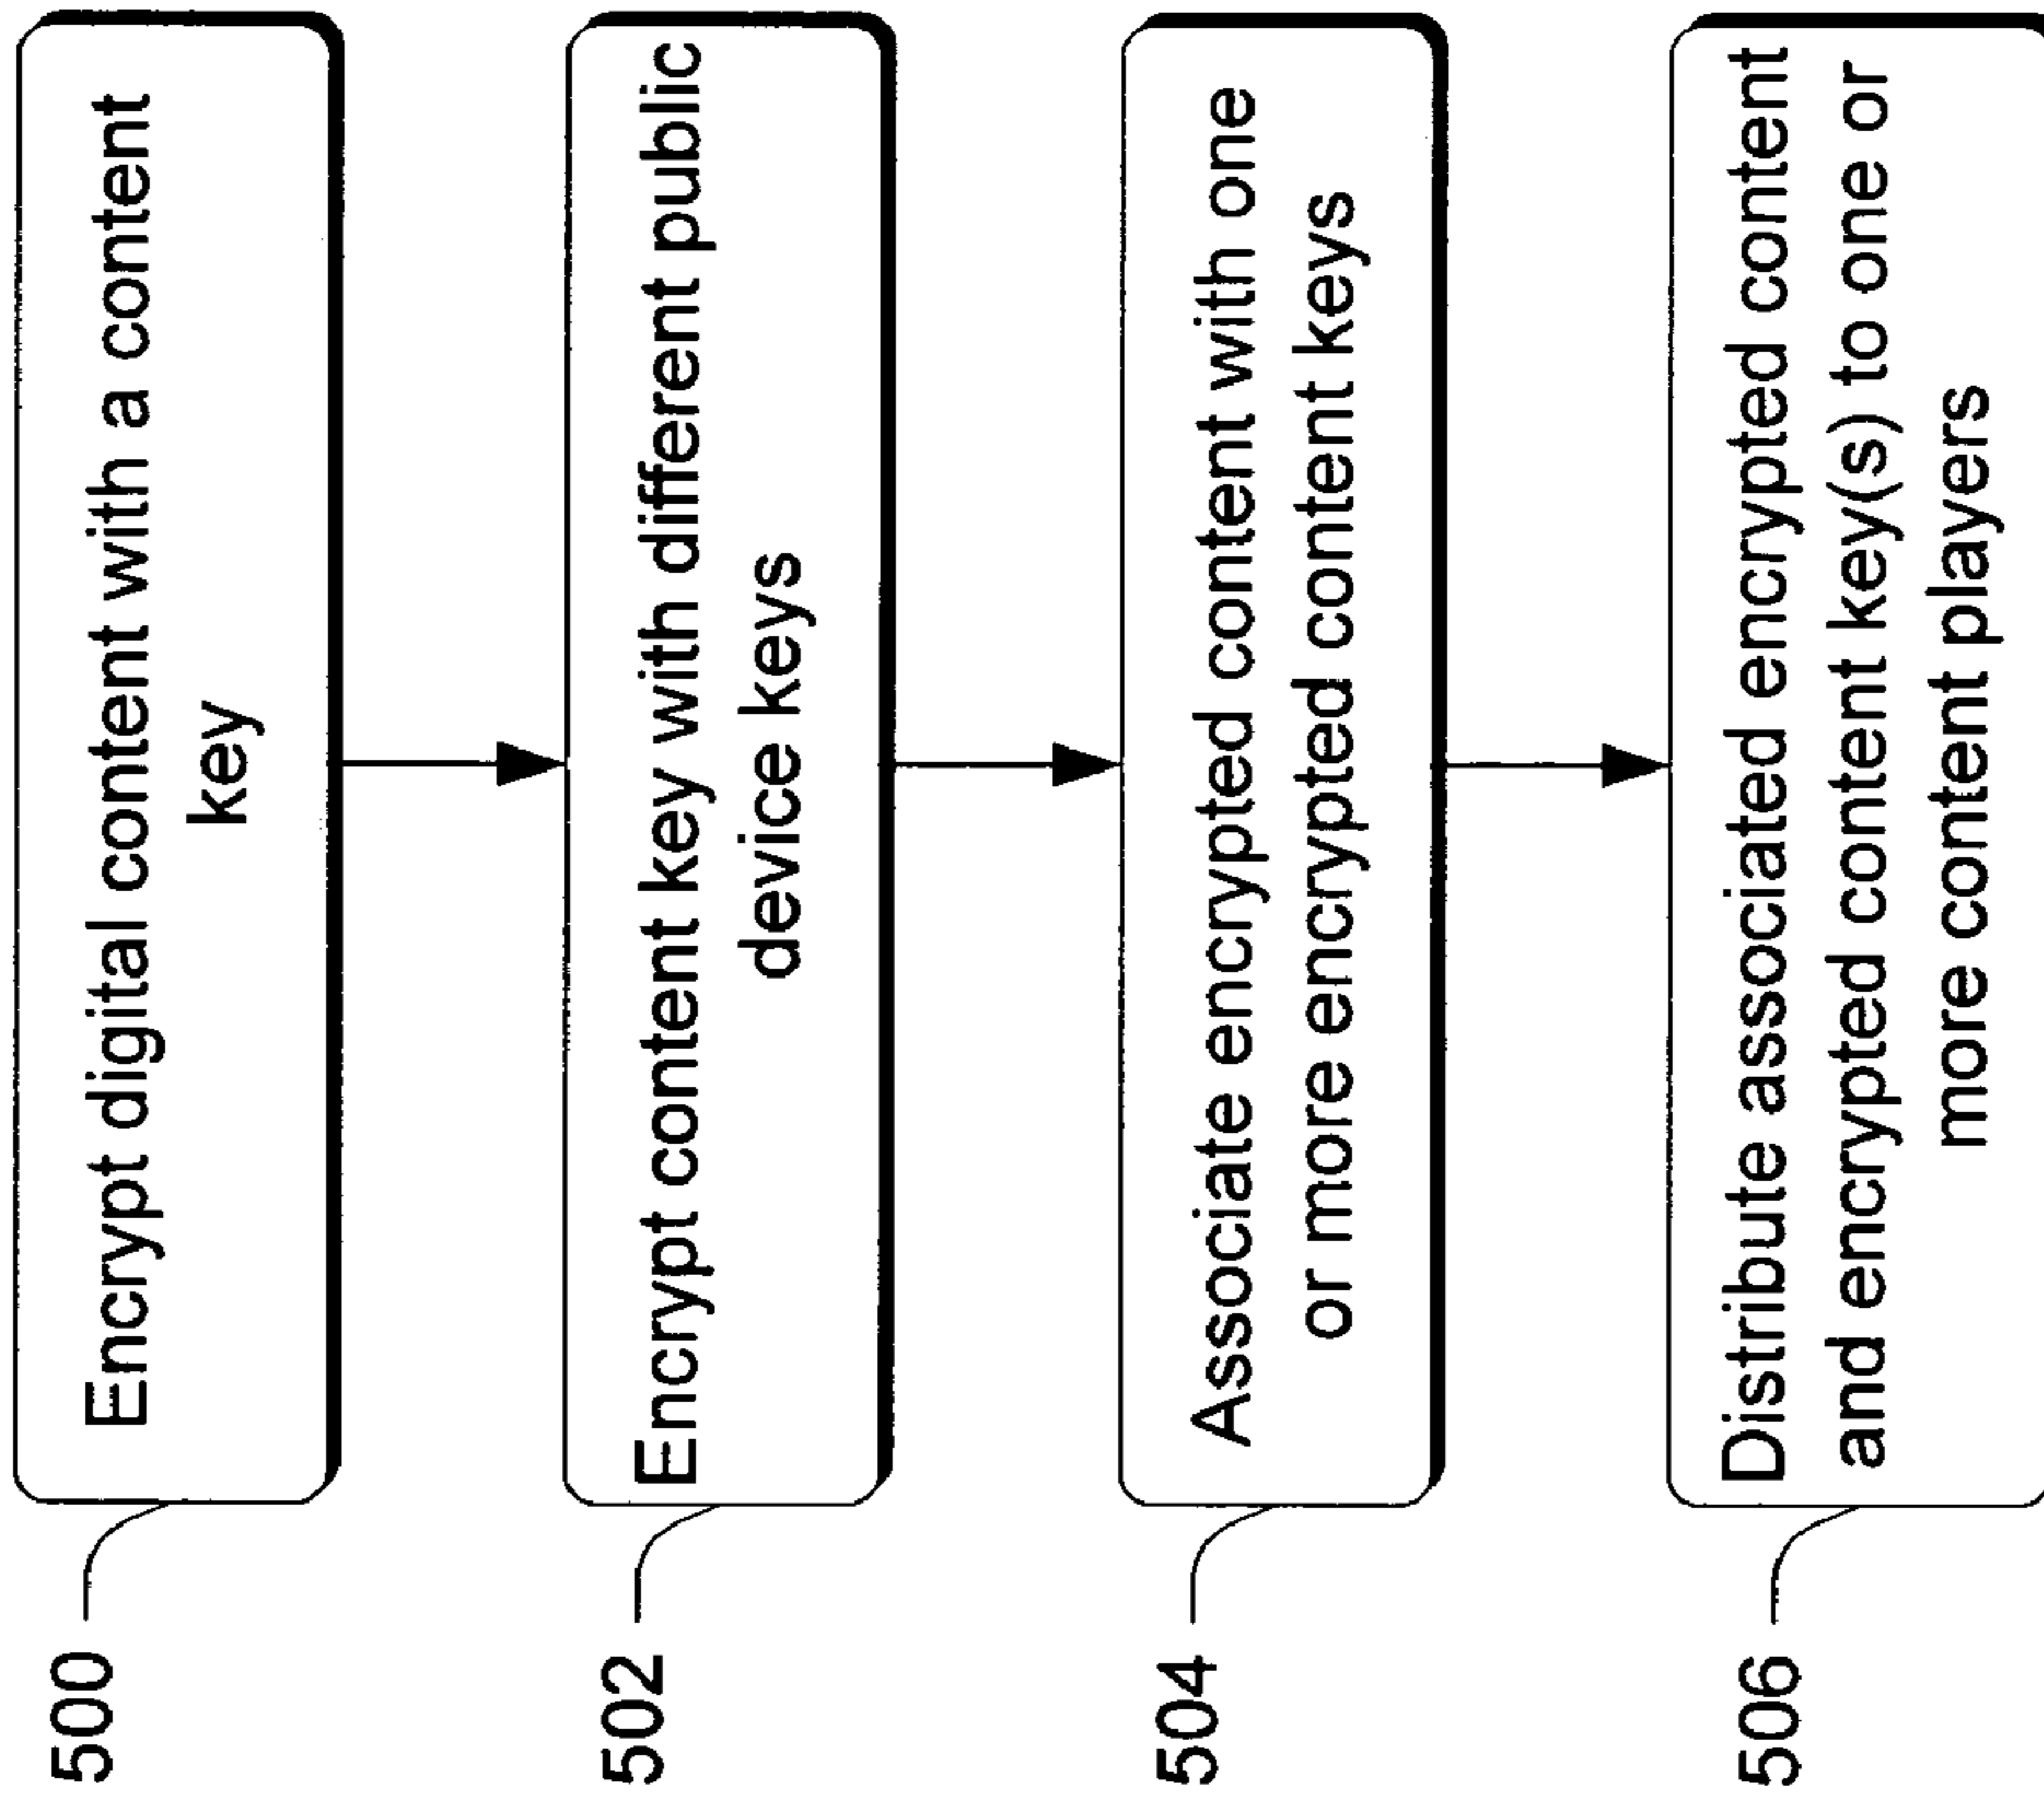 500
Encrypt digital content with a content
key
502
Encrypt content key with different public
device keys
504
Associate encrypted content with one
or more encrypted content keys
506
Distribute associated encrypted content
and encrypted content key(s) to one or
more content players